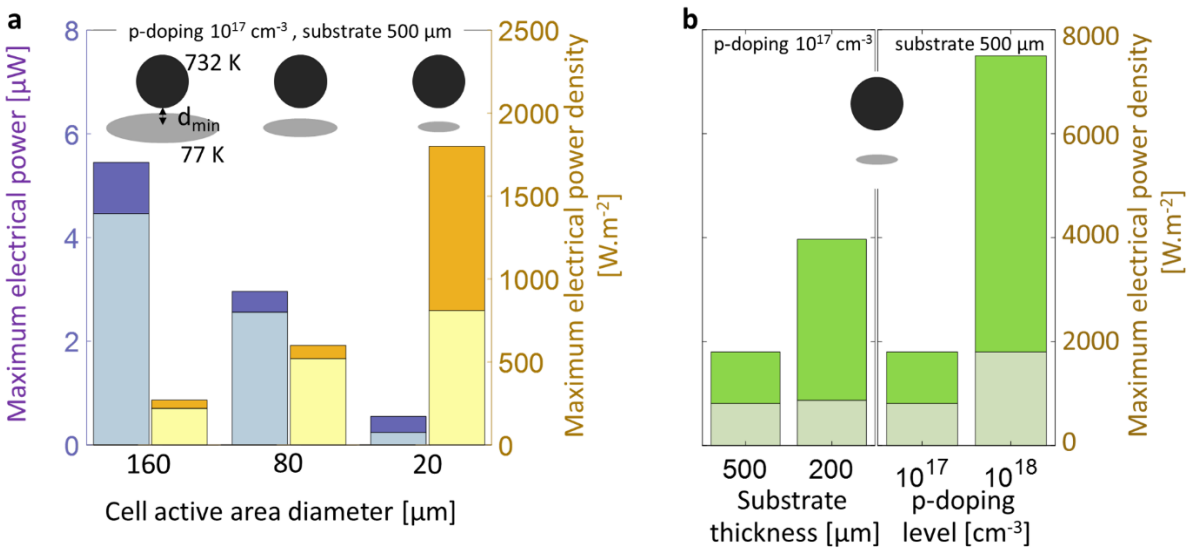 a
p-doping 10¹⁷ cm⁻³ , substrate 500 μm
Maximum electrical power [μW]
8
6
4
2
0
732 K
dmin
77 K
2500
2000
1500
1000
500
0
Maximum electrical power density
[W.m⁻²]
160
80
20
Cell active area diameter [μm]
b
p-doping 10¹⁷ cm⁻³
substrate 500 μm
8000
6000
4000
2000
0
Maximum electrical power density
[W.m⁻²]
500
200
10¹⁷
10¹⁸
Substrate
thickness [μm]
p-doping
level [cm⁻³]